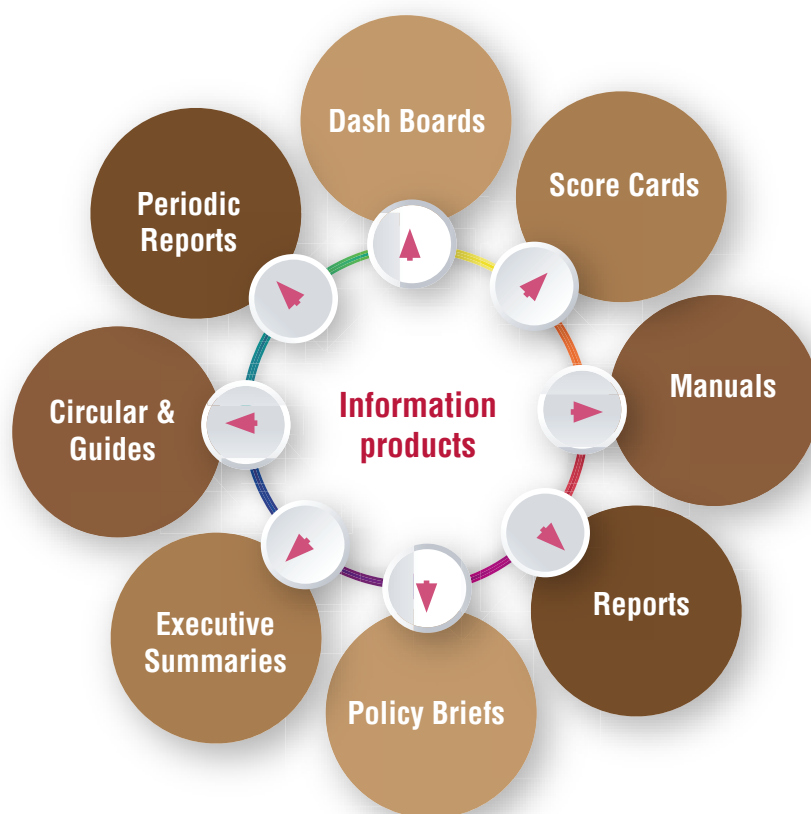 Dash Boards
Score Cards
Periodic
Reports
Manuals
Information
products
Circular &
Guides
Reports
Executive
Summaries
Policy Briefs